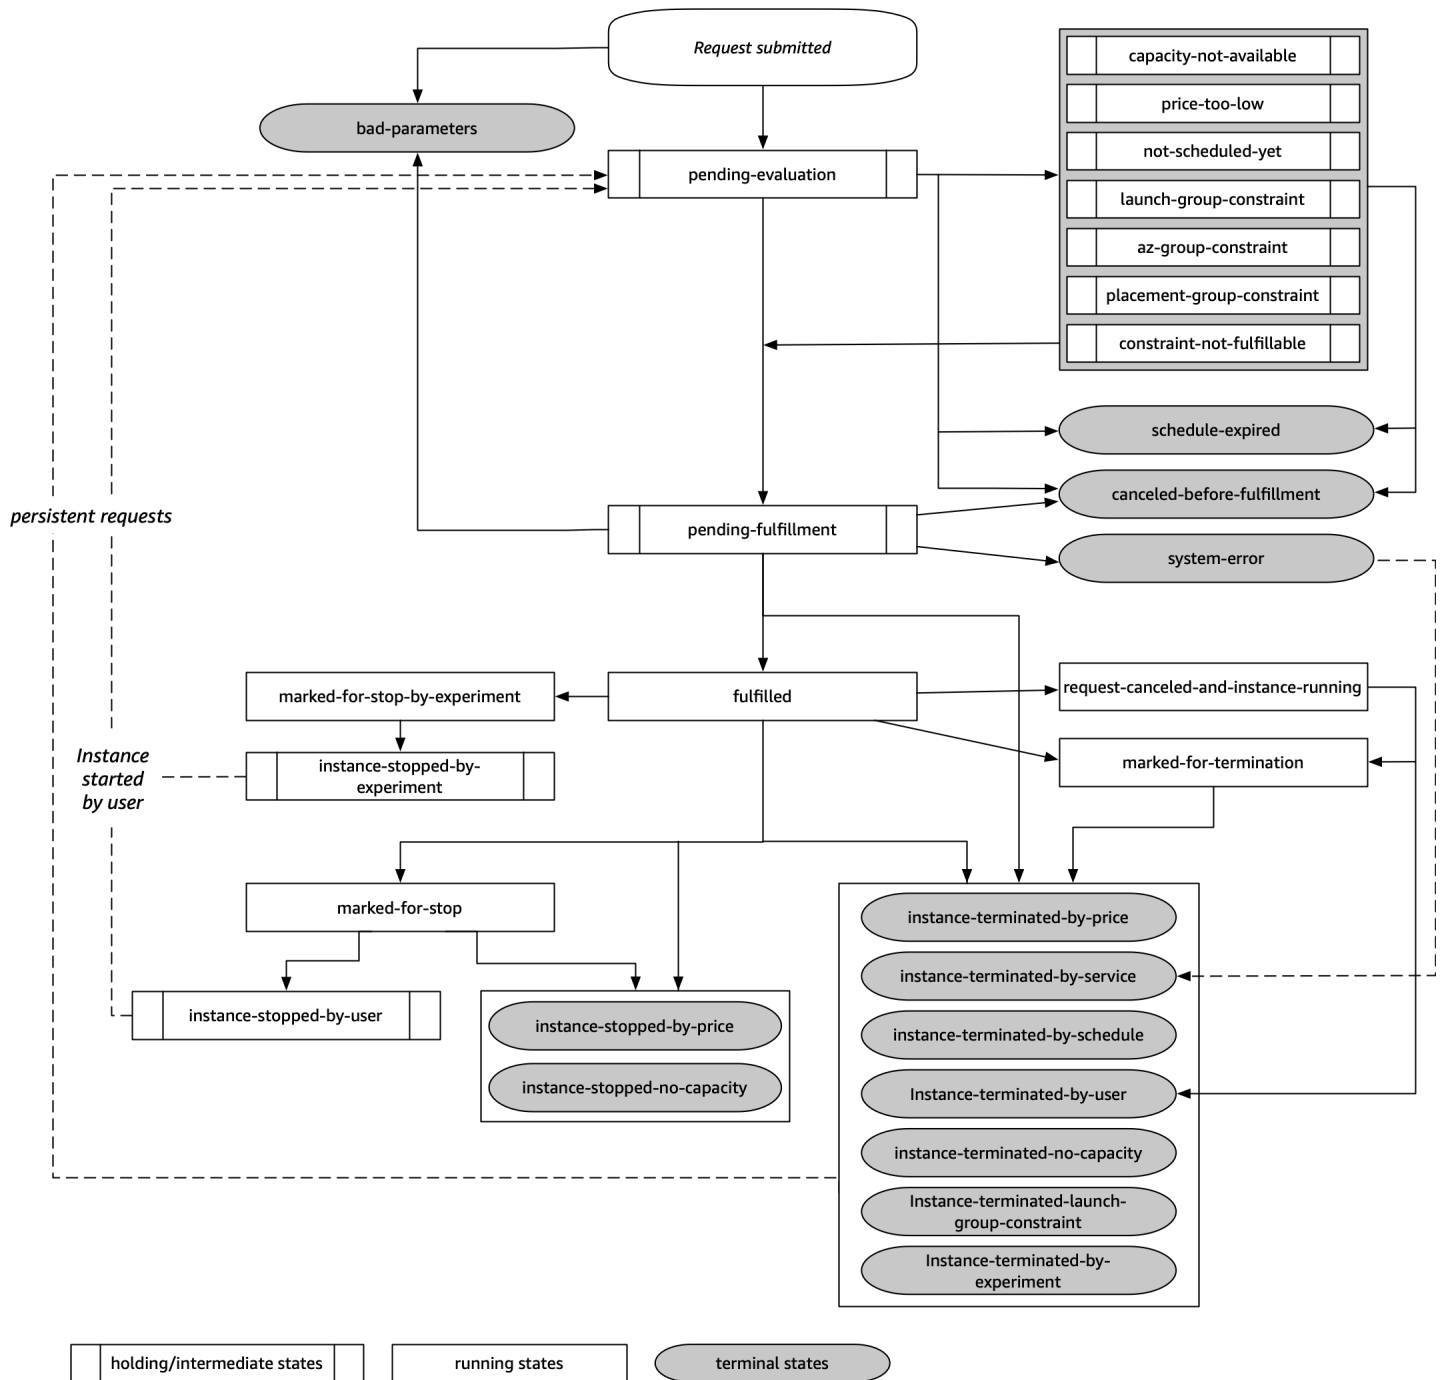 Request submitted
capacity-not-available
price-too-low
bad-parameters
not-scheduled-yet
pending-evaluation
launch-group-constraint
az-group-constraint
placement-group-constraint
constraint-not-fulfillable
schedule-expired
canceled-before-fulfillment
persistent requests
pending-fulfillment
system-error
marked-for-stop-by-experiment
fulfilled
request-canceled-and-instance-running
Instance
started
by user
instance-stopped-by-
experiment
marked-for-termination
marked-for-stop
instance-terminated-by-price
instance-terminated-by-service
instance-stopped-by-user
instance-stopped-by-price
instance-terminated-by-schedule
instance-stopped-no-capacity
Instance-terminated-by-user
instance-terminated-no-capacity
Instance-terminated-launch-
group-constraint
Instance-terminated-by-
experiment
holding/intermediate states
running states
terminal states